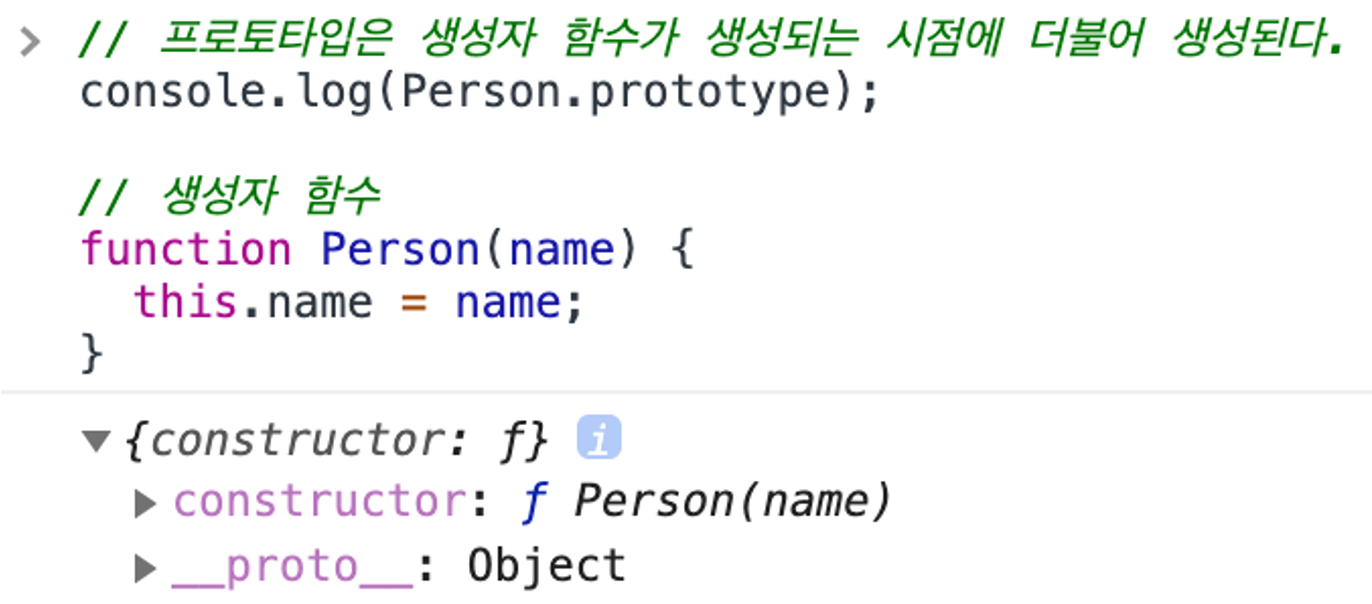 > // 프로토타입은 생성자 함수가 생성되는 시점에 더불어 생성된다.
console.log(Person.prototype);
// 생성자 함수
function Person(name) {
  this.name = name;
}
▼ {constructor: ƒ} i
▶ constructor: ƒ Person(name)
▶ __proto__: Object